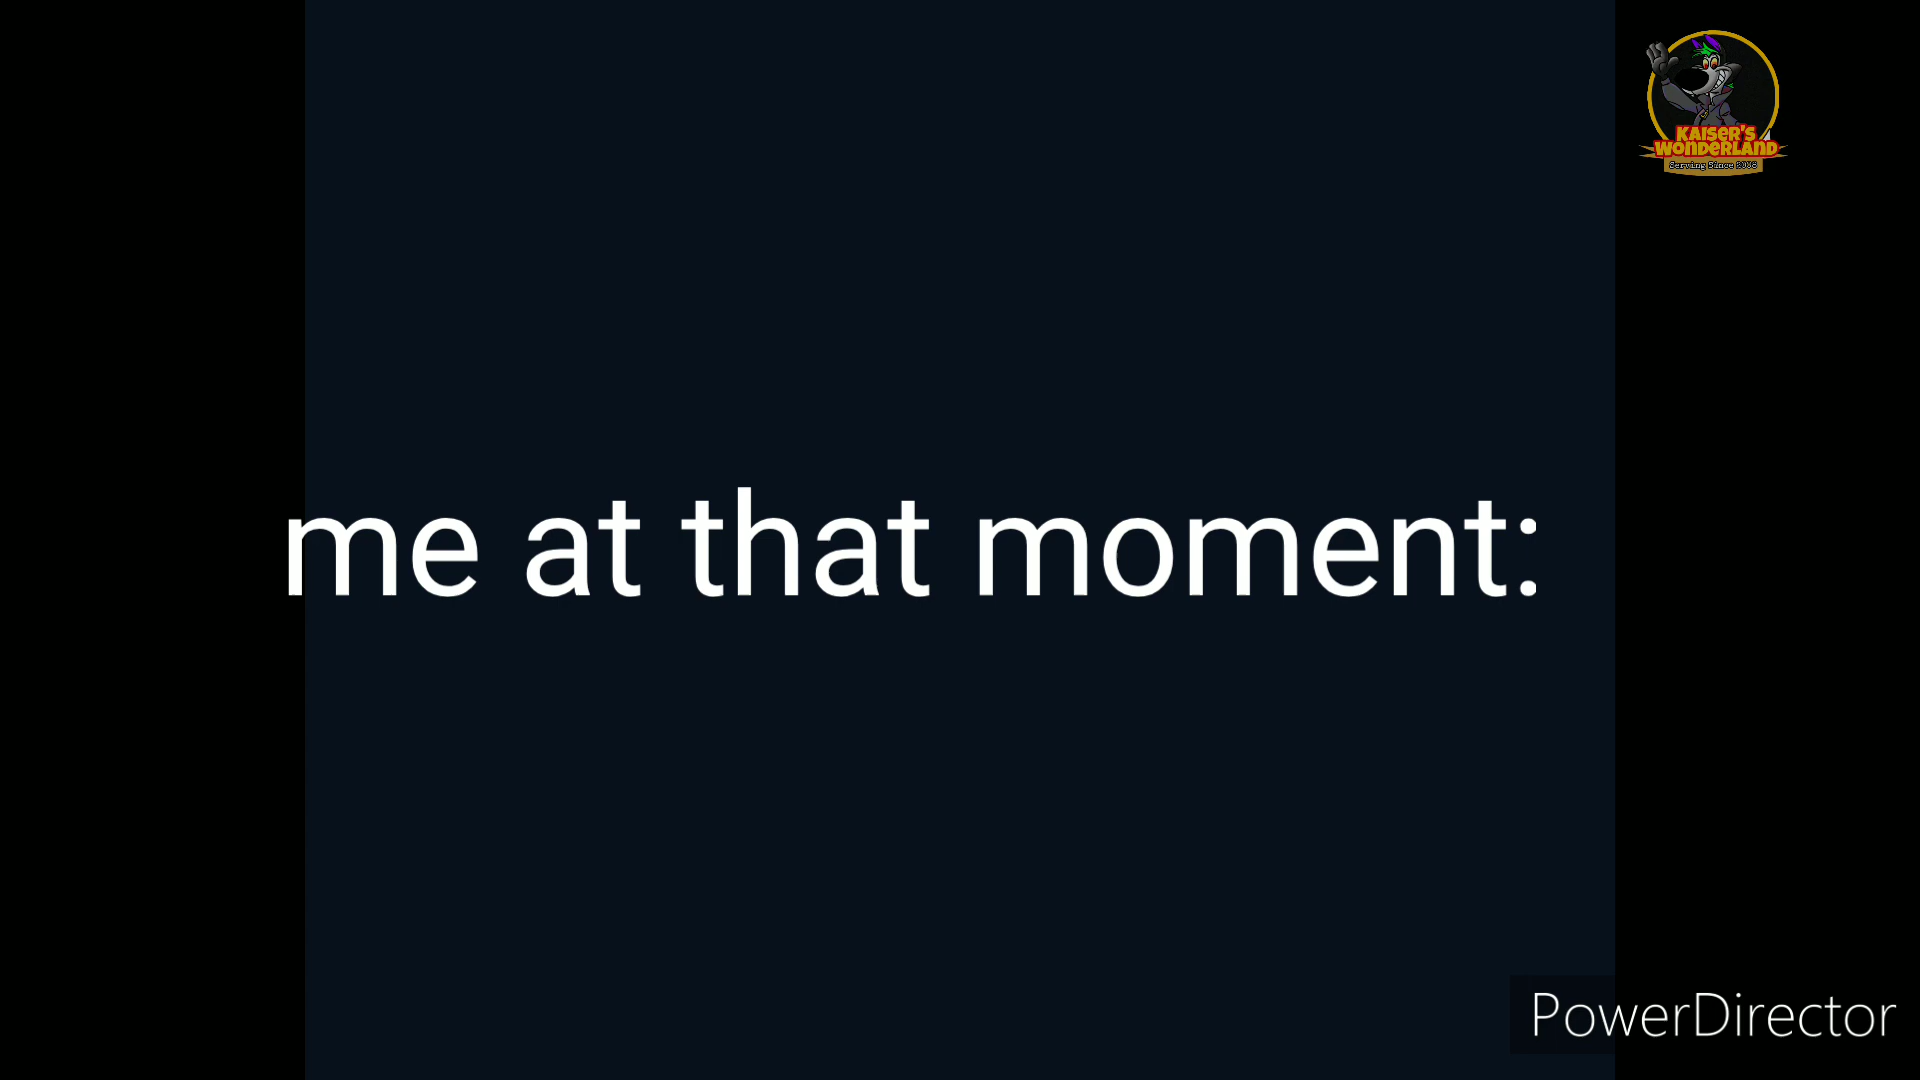 KAISER'S
WONDERLAND
me at that moment:
PowerDirector